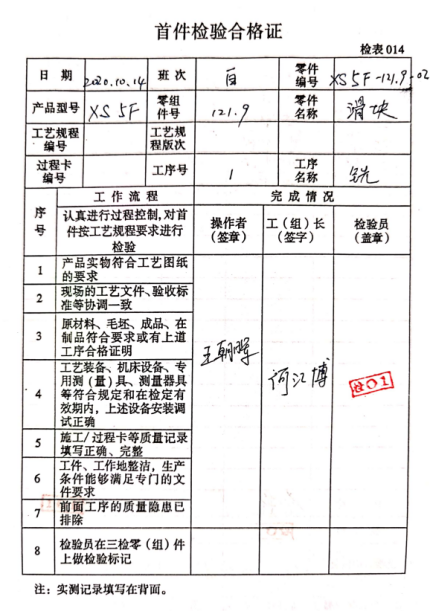 首件检验合格证
检表 014
日 期 2020.10.14 班次 白 零件编号 XS5F-121.9-02
产品型号 XS5F 零组件号 121.9 零件名称 滑块
工艺规程编号 工艺规程版次
过程卡编号 工序号 1 工序名称 铣
序号 工作流程 完成情况
认真进行过程控制,对首件按工艺规程要求进行检验 操作者(签章) 工(组)长(签字) 检验员(盖章)
1 产品实物符合工艺图纸的要求
2 现场的工艺文件、验收标准等协调一致
3 原材料、毛坯、成品、在制品符合要求或有上道工序合格证明
王朝晖
4 工艺装备、机床设备、专用测(量)具、测量器具等符合规定和在检定有效期内,上述设备安装调试正确
何江博
5 施工/过程卡等质量记录填写正确、完整
6 工件、工作地整洁,生产条件能够满足专门的文件要求
7 前面工序的质量隐患已排除
8 检验员在三检零(组)件上做检验标记
注:实测记录填写在背面。